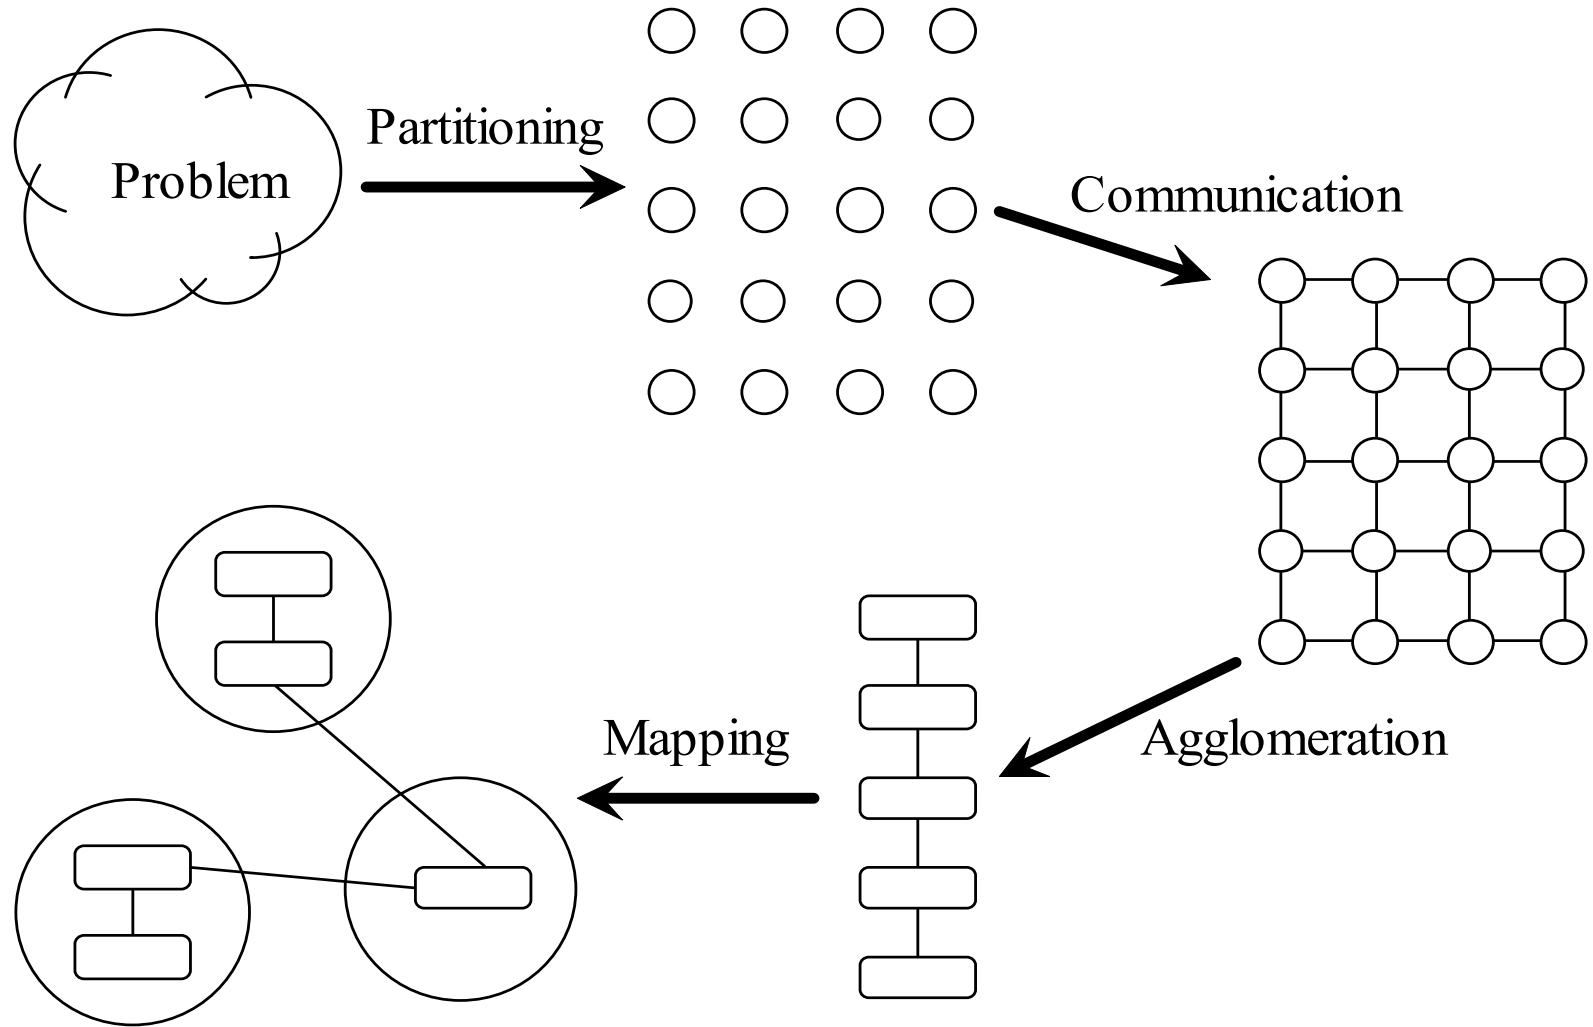 Partitioning
Problem
Communication
Mapping
Agglomeration